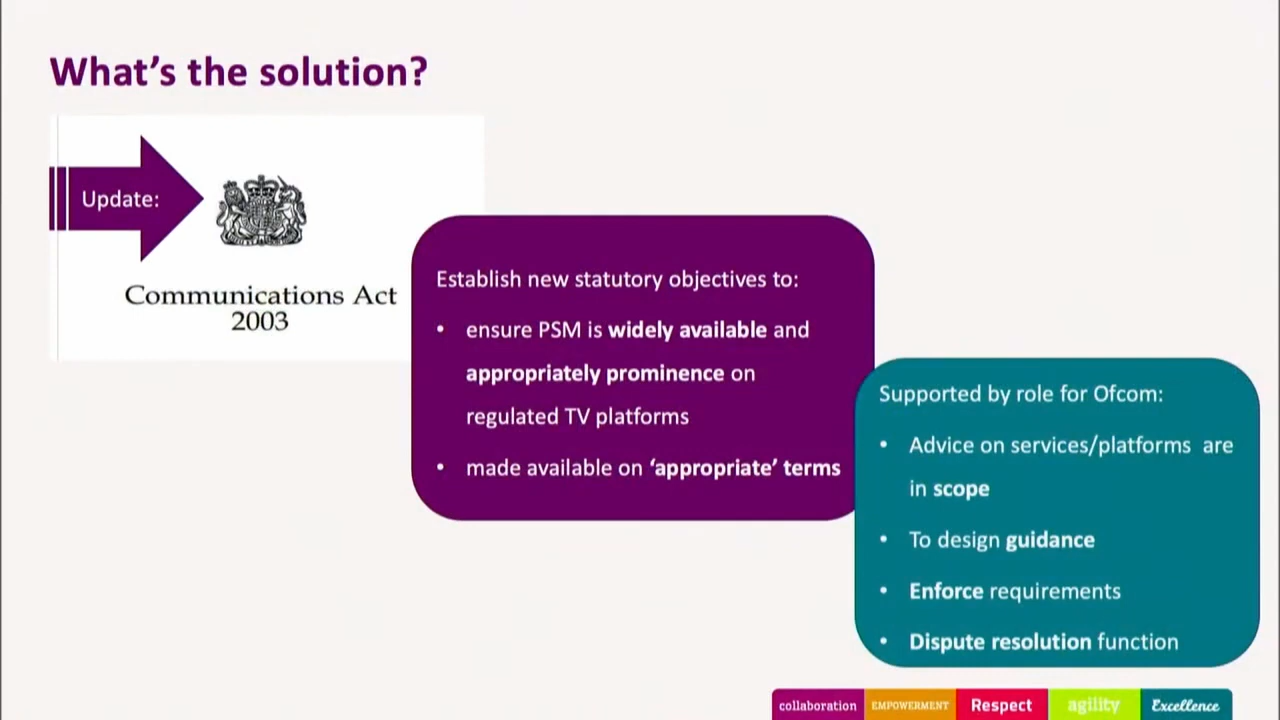 What's the solution?
Update:
Communications Act
2003
Establish new statutory objectives to:
• ensure PSM is widely available and
appropriately prominence on
regulated TV platforms
• made available on ‘appropriate’ terms
Supported by role for Ofcom:
• Advice on services/platforms are
in scope
• To design guidance
• Enforce requirements
• Dispute resolution function
collaboration EMPOWERMENT Respect agility Excellence